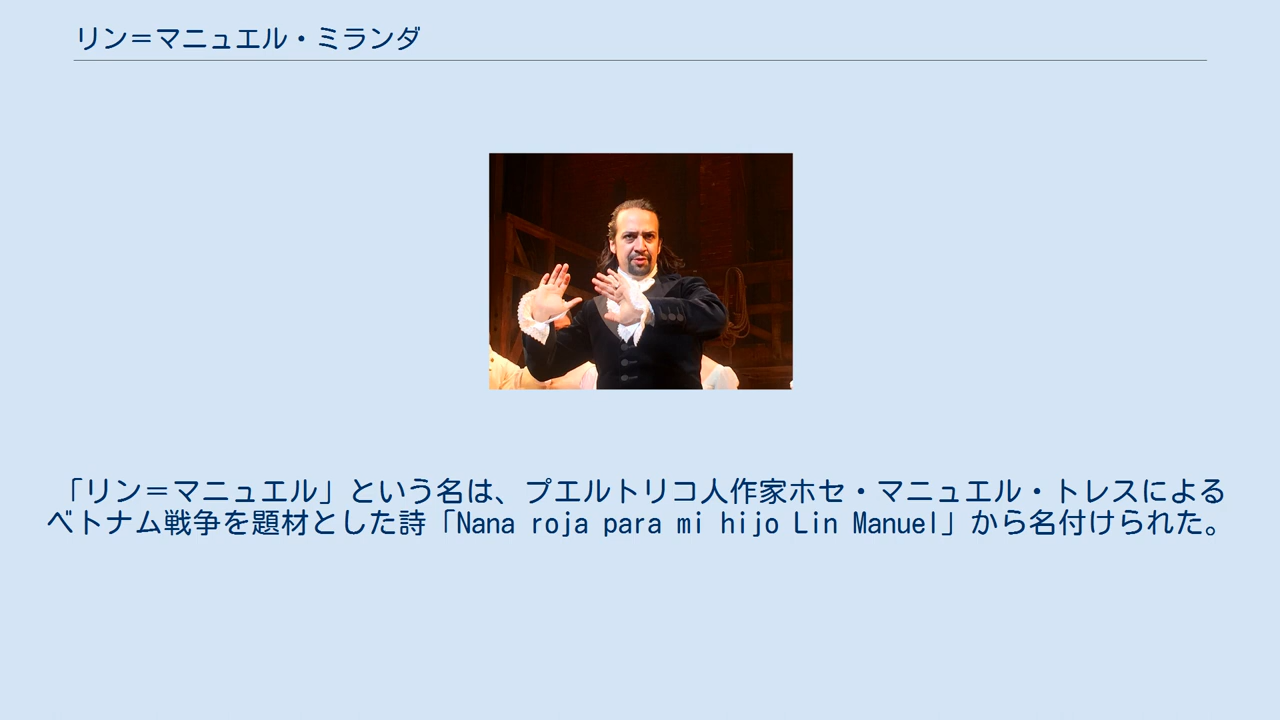 リン＝マニュエル・ミランダ
「リン＝マニュエル」という名は、プエルトリコ人作家ホセ・マニュエル・トレスによる
ベトナム戦争を題材とした詩「Nana roja para mi hijo Lin Manuel」から名付けられた。